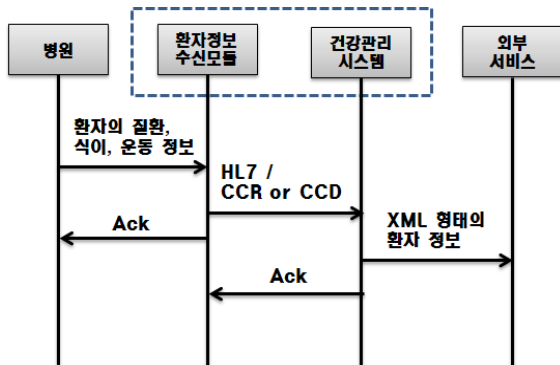 병원
환자정보
수신모듈
건강관리
시스템
외부
서비스
환자의 질환,
식이, 운동 정보
HL7 /
CCR or CCD
Ack
XML 형태의
환자 정보
Ack